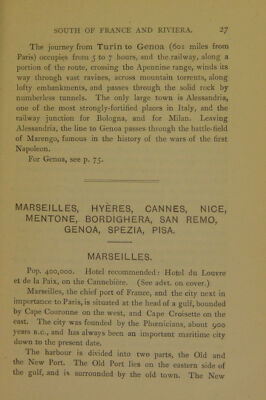 SOUTH OF FRANCE AND RIVIERA. 27
The journey from Turin to Genoa (601 miles from
Paris) occupies from 5 to 7 hours, and the railway, along a
portion of the route, crossing the Apennine range, winds its
way through vast ravines, across mountain torrents, along
lofty embankments, and passes through the solid rock by
numberless tunnels. The only large town is Alessandria,
one of the most strongly-fortified places in Italy, and the
railway junction for Bologna, and for Milan. Leaving
Alessandria, the line to Genoa passes through the battle-field
of Marengo, famous in the history of the wars of the first
Napoleon.
For Genoa, see p. 75.
MARSEILLES, HYÈRES, CANNES, NICE,
MENTONE, BORDIGHERA, SAN REMO,
GENOA, SPEZIA, PISA.
MARSEILLES.
Pop. 400,000. Hotel recommended: Hotel du Louvre
et de la Paix, on the Cannebière. (See advt. on cover.)
Marseilles, the chief port of France, and the city next in
importance to Paris, is situated at the head of a gulf, bounded
by Cape Couronne on the west, and Cape Croisette on the
east. The city was founded by the Phœnicians, about 900
years B.C., and has always been an important maritime city
down to the present date.
The harbour is divided into two parts, the Old and
the New Port. The Old Port lies on the eastern side of
the gulf, and is surrounded by the old town. The New